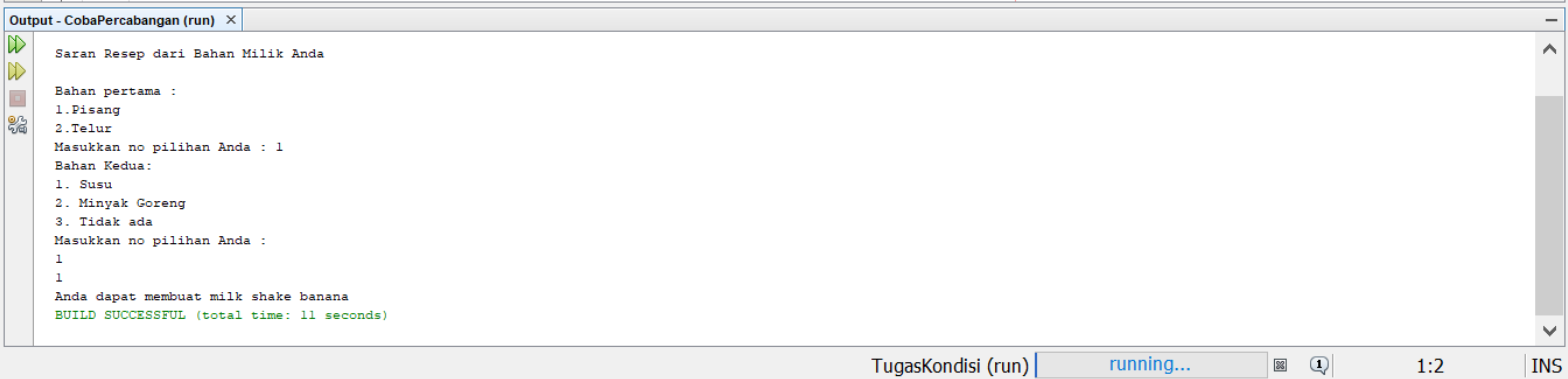 Output - CobaPercabangan (run) ×
Saran Resep dari Bahan Milik Anda
Bahan pertama :
1.Pisang
2.Telur
Masukkan no pilihan Anda : 1
Bahan Kedua:
1. Susu
2. Minyak Goreng
3. Tidak ada
Masukkan no pilihan Anda :
1
1
Anda dapat membuat milk shake banana
BUILD SUCCESSFUL (total time: 11 seconds)
TugasKondisi (run) running... 1 1:2 INS